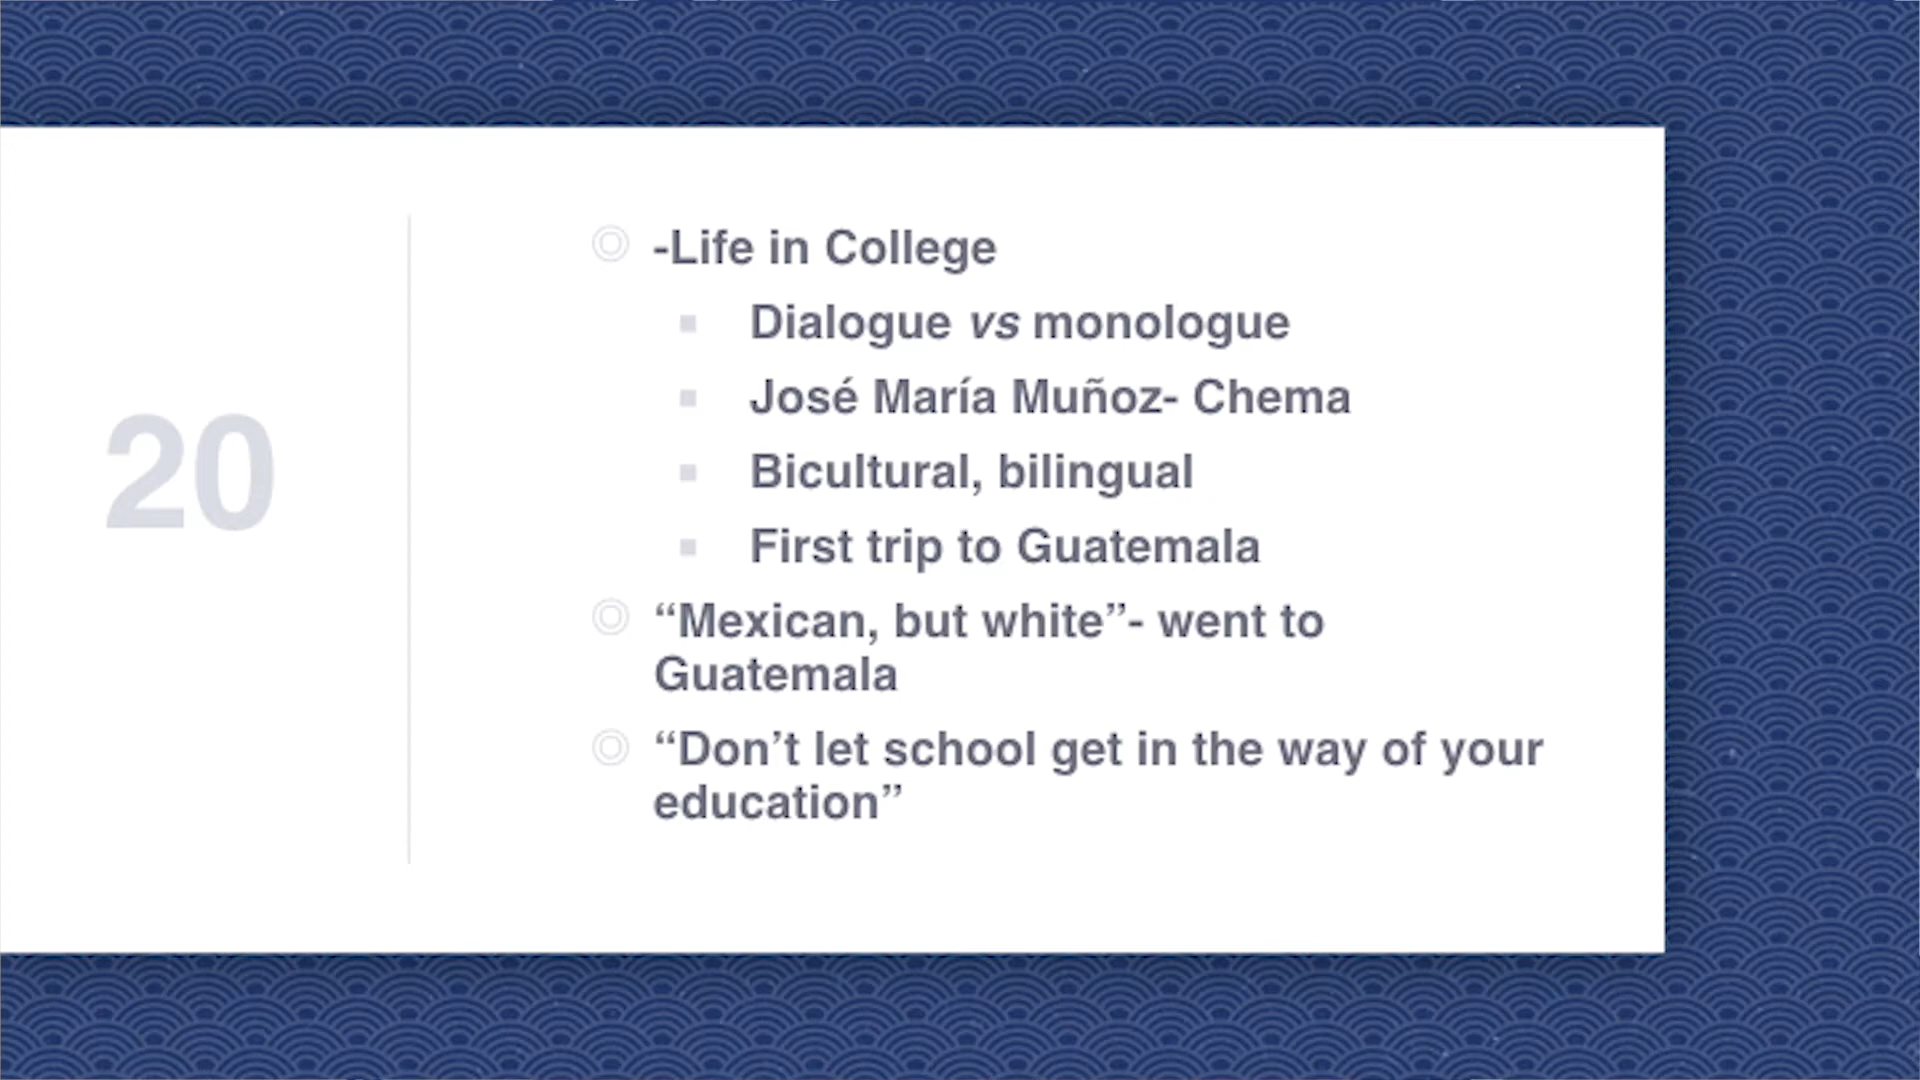 20
-Life in College
Dialogue vs monologue
José María Muñoz- Chema
Bicultural, bilingual
First trip to Guatemala
“Mexican, but white”- went to
Guatemala
“Don’t let school get in the way of your
education”